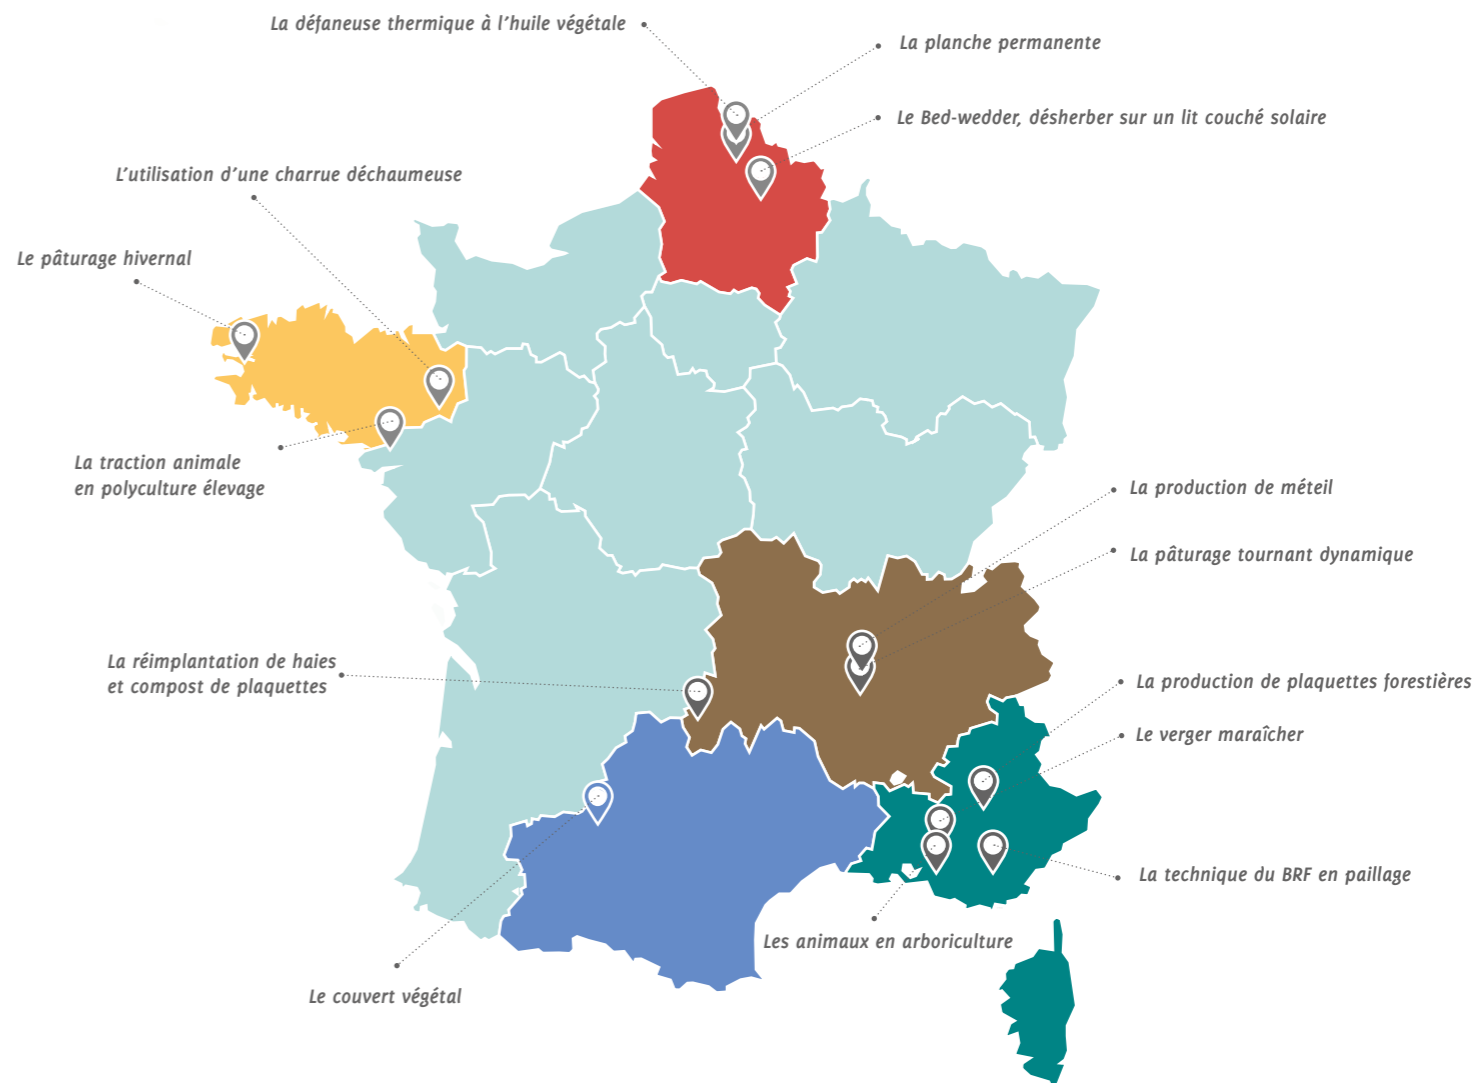 La défaneuse thermique à l'huile végétale
La planche permanente
Le Bed-wedder, désherber sur un lit couché solaire
L'utilisation d'une charrue déchaumeuse
Le pâturage hivernal
La traction animale
en polyculture élevage
La production de méteil
La pâturage tournant dynamique
La réimplantation de haies
et compost de plaquettes
La production de plaquettes forestières
Le verger maraîcher
La technique du BRF en paillage
Les animaux en arboriculture
Le couvert végétal